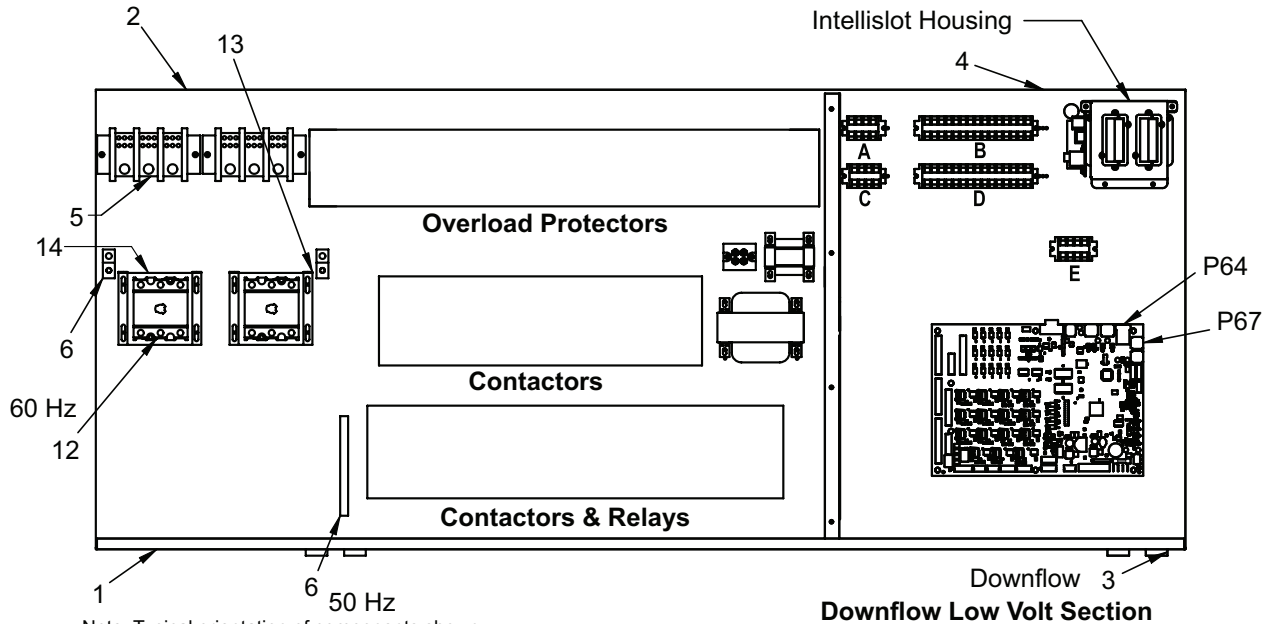 Intellislot Housing
2
13
4
A
B
C
D
5
Overload Protectors
14
E
P64
P67
6
Contactors
60 Hz
12
Contactors & Relays
1
6
50 Hz
Downflow 3
Downflow Low Volt Section